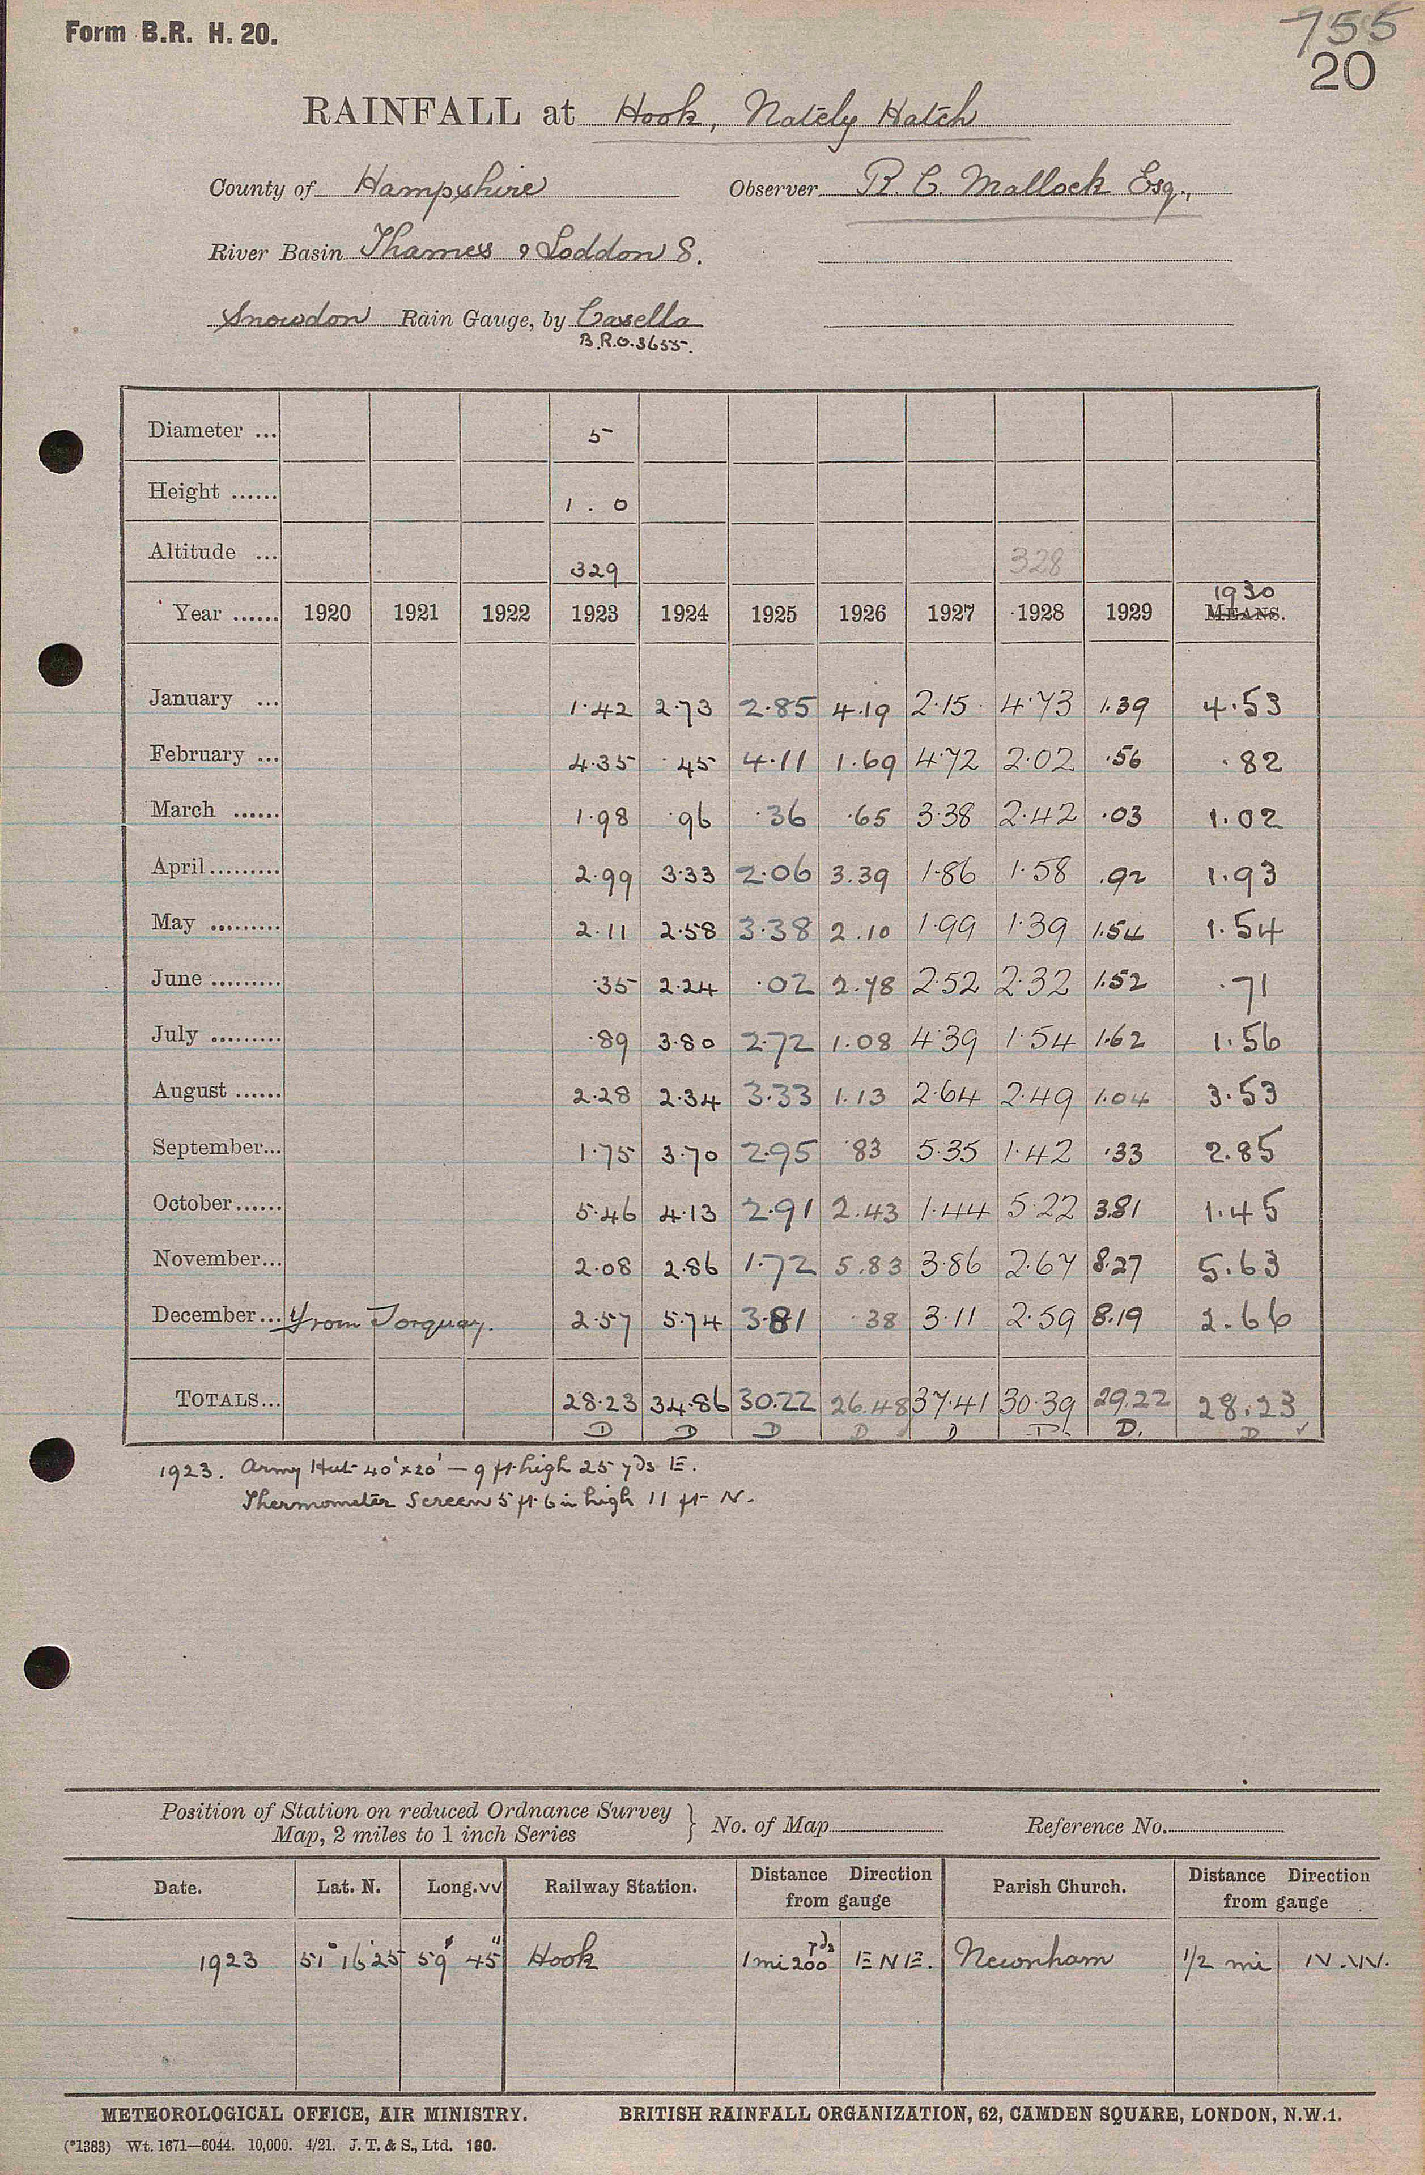 Form B.R. H. 20.
755
20
RAINFALL at Hook, Nately Hatch
County of Hampshire Observer R. C. Mallock Esq.,
River Basin Thames & Loddon S.
Snowdon Rain Gauge, by Casella
B.R.O. 3655.
Diameter ... 5
Height ...... 1 . 0
Altitude ... 329 328
1930
Year ...... 1920 1921 1922 1923 1924 1925 1926 1927 1928 1929 MEANS.
January ... 1.42 2.73 2.85 4.19 2.15 4.73 1.39 4.53
February ... 4.35 .45 4.11 1.69 4.72 2.02 .56 .82
March ...... 1.98 .96 .36 .65 3.38 2.42 .03 1.02
April ......... 2.99 3.33 2.06 3.39 1.86 1.58 .92 1.93
May ......... 2.11 2.58 3.38 2.10 1.99 1.39 1.54 1.54
June ......... .35 2.24 .02 2.78 2.52 2.32 1.52 .71
July ......... .89 3.80 2.72 1.08 4.39 1.54 1.62 1.56
August ...... 2.28 2.34 3.33 1.13 2.64 2.49 1.04 3.53
September... 1.75 3.70 2.95 .83 5.35 1.42 .33 2.85
October ...... 5.46 4.13 2.91 2.43 1.44 5.22 3.81 1.45
November... 2.08 2.86 1.72 5.83 3.86 2.67 8.27 5.63
December... From Torquay. 2.57 5.74 3.81 .38 3.11 2.59 8.19 2.66
TOTALS... 28.23 34.86 30.22 26.48 37.41 30.39 29.22 28.23
D D D D D D D. D ✓
1923. Army Hut 40' x 20' — 9 ft high 25 yds E.
Thermometer Screen 5 ft 6 in high 11 ft N.
Position of Station on reduced Ordnance Survey
Map, 2 miles to 1 inch Series } No. of Map Reference No.
Date. Lat. N. Long. W Railway Station. Distance Direction from gauge Parish Church. Distance Direction from gauge
1923 51° 16' 25 59' 45" Hook 1 mi 200 yds E N E. Newnham 1/2 mi N.W.
METEOROLOGICAL OFFICE, AIR MINISTRY. BRITISH RAINFALL ORGANIZATION, 62, CAMDEN SQUARE, LONDON, N.W.1.
(*1383) Wt. 1671—6044. 10,000. 4/21. J. T. & S., Ltd. 160.